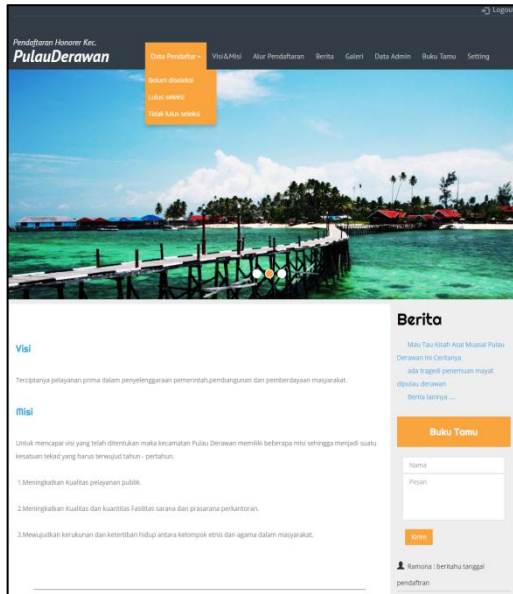 Logou
Pendaftaran Honorer Kec.
PulauDerawan
Data Pendaftar Visi&Misi Alur Pendaftaran Berita Galeri Data Admin Buku Tamu Setting
Belum diseleksi
Lulus seleksi
Tidak lulus seleksi
Visi
Terciptanya pelayanan prima dalam penyelenggaraan pemerintah,pembangunan dan pemberdayaan masyarakat.
Misi
Untuk mencapai visi yang telah ditentukan maka kecamatan Pulau Derawan memiliki beberapa misi sehingga menjadi suatu
kesatuan tekad yang harus terwujud tahun - pertahun.
1.Meningkatkan Kualitas pelayanan publik.
2.Meningkatkan Kualitas dan kuantitas Fasilitas sarana dan prasarana perkantoran.
3.Mewujudkan kerukunan dan ketertiban hidup antara kelompok etnis dan agama dalam masyarakat.
Berita
Mau Tau Kisah Asal Muasal Pulau
Derawan Ini Ceritanya
ada tragedi penemuan mayat
dipulau derawan
Berita lainnya ....
Buku Tamu
Nama
Pesan
Kirim
Ramona : beritahu tanggal
pendaftran